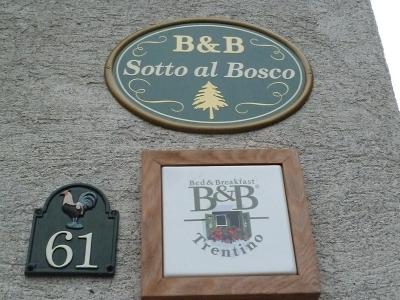 B&B
Sotto al Bosco
Bed & Breakfast
B&B®
Trentino
61